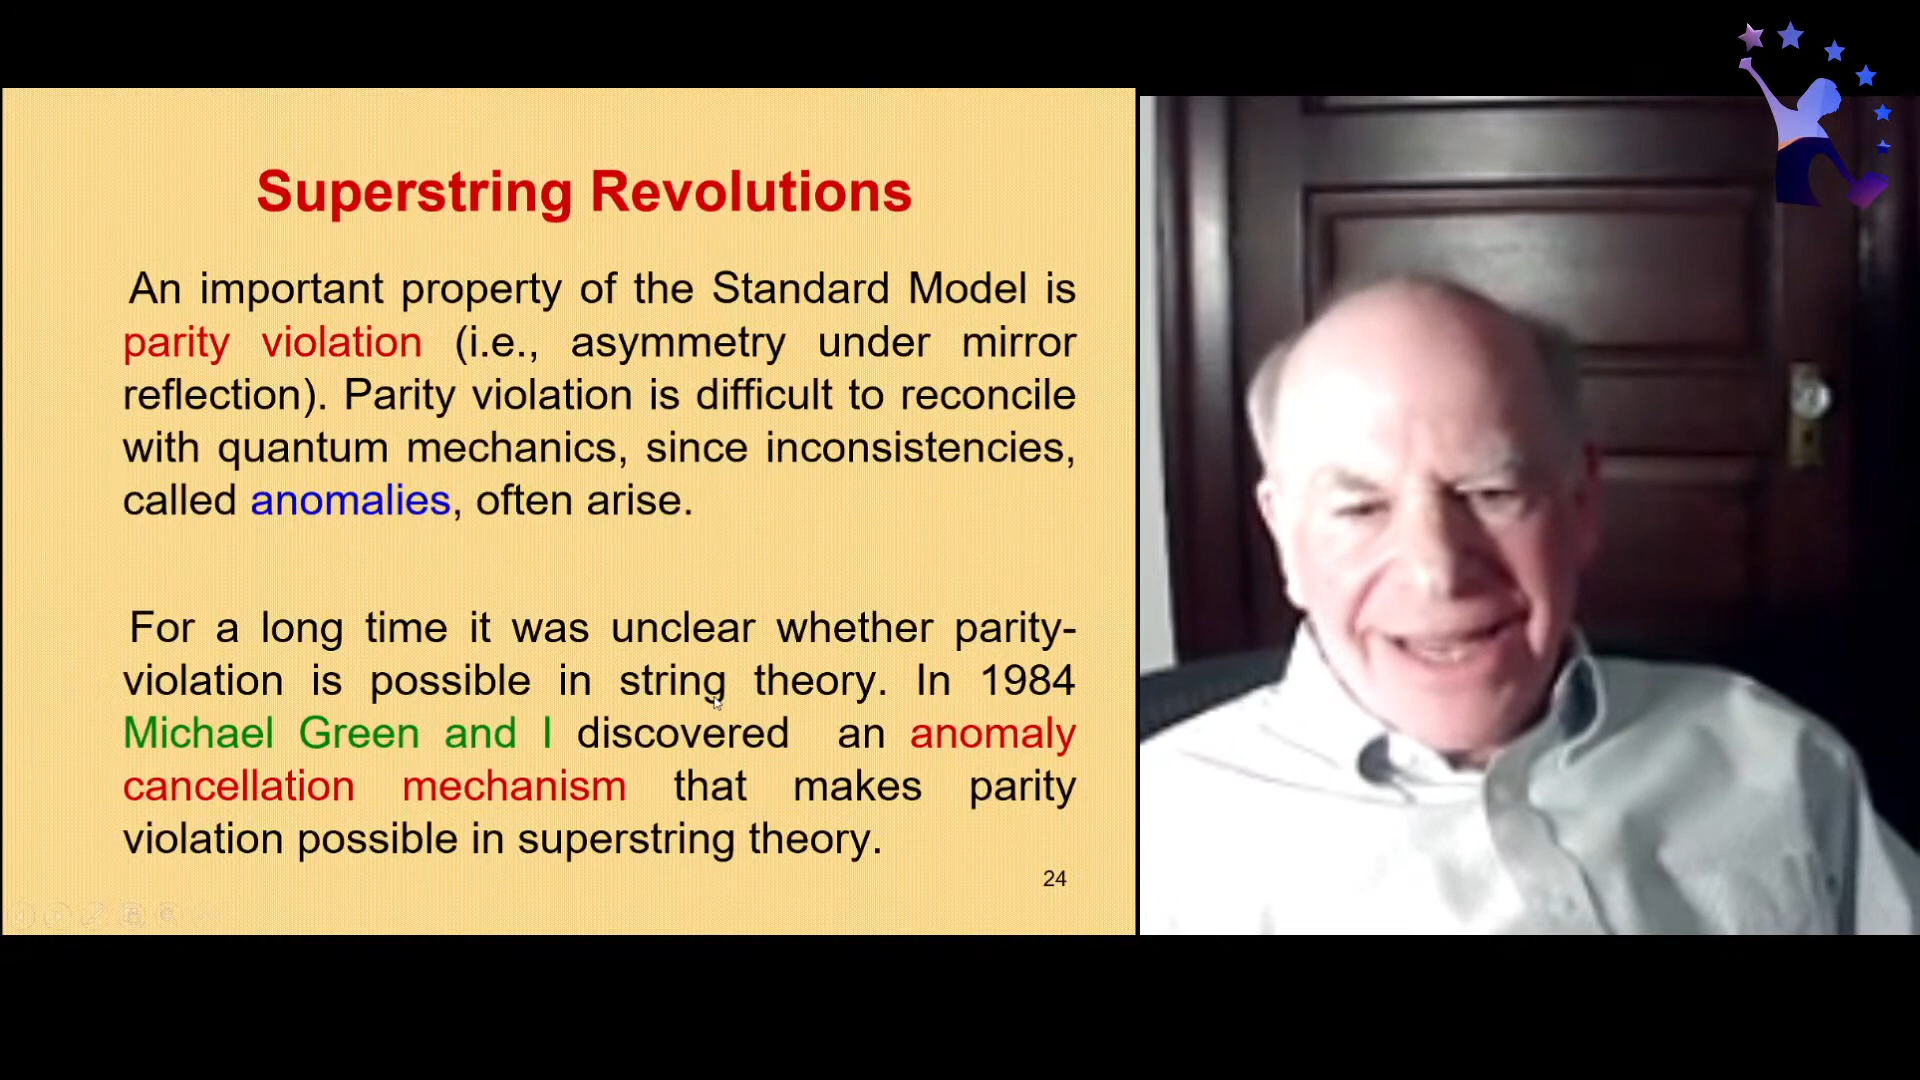 Superstring Revolutions
An important property of the Standard Model is
parity violation (i.e., asymmetry under mirror
reflection). Parity violation is difficult to reconcile
with quantum mechanics, since inconsistencies,
called anomalies, often arise.
For a long time it was unclear whether parity-
violation is possible in string theory. In 1984
Michael Green and I discovered an anomaly
cancellation mechanism that makes parity
violation possible in superstring theory.
24